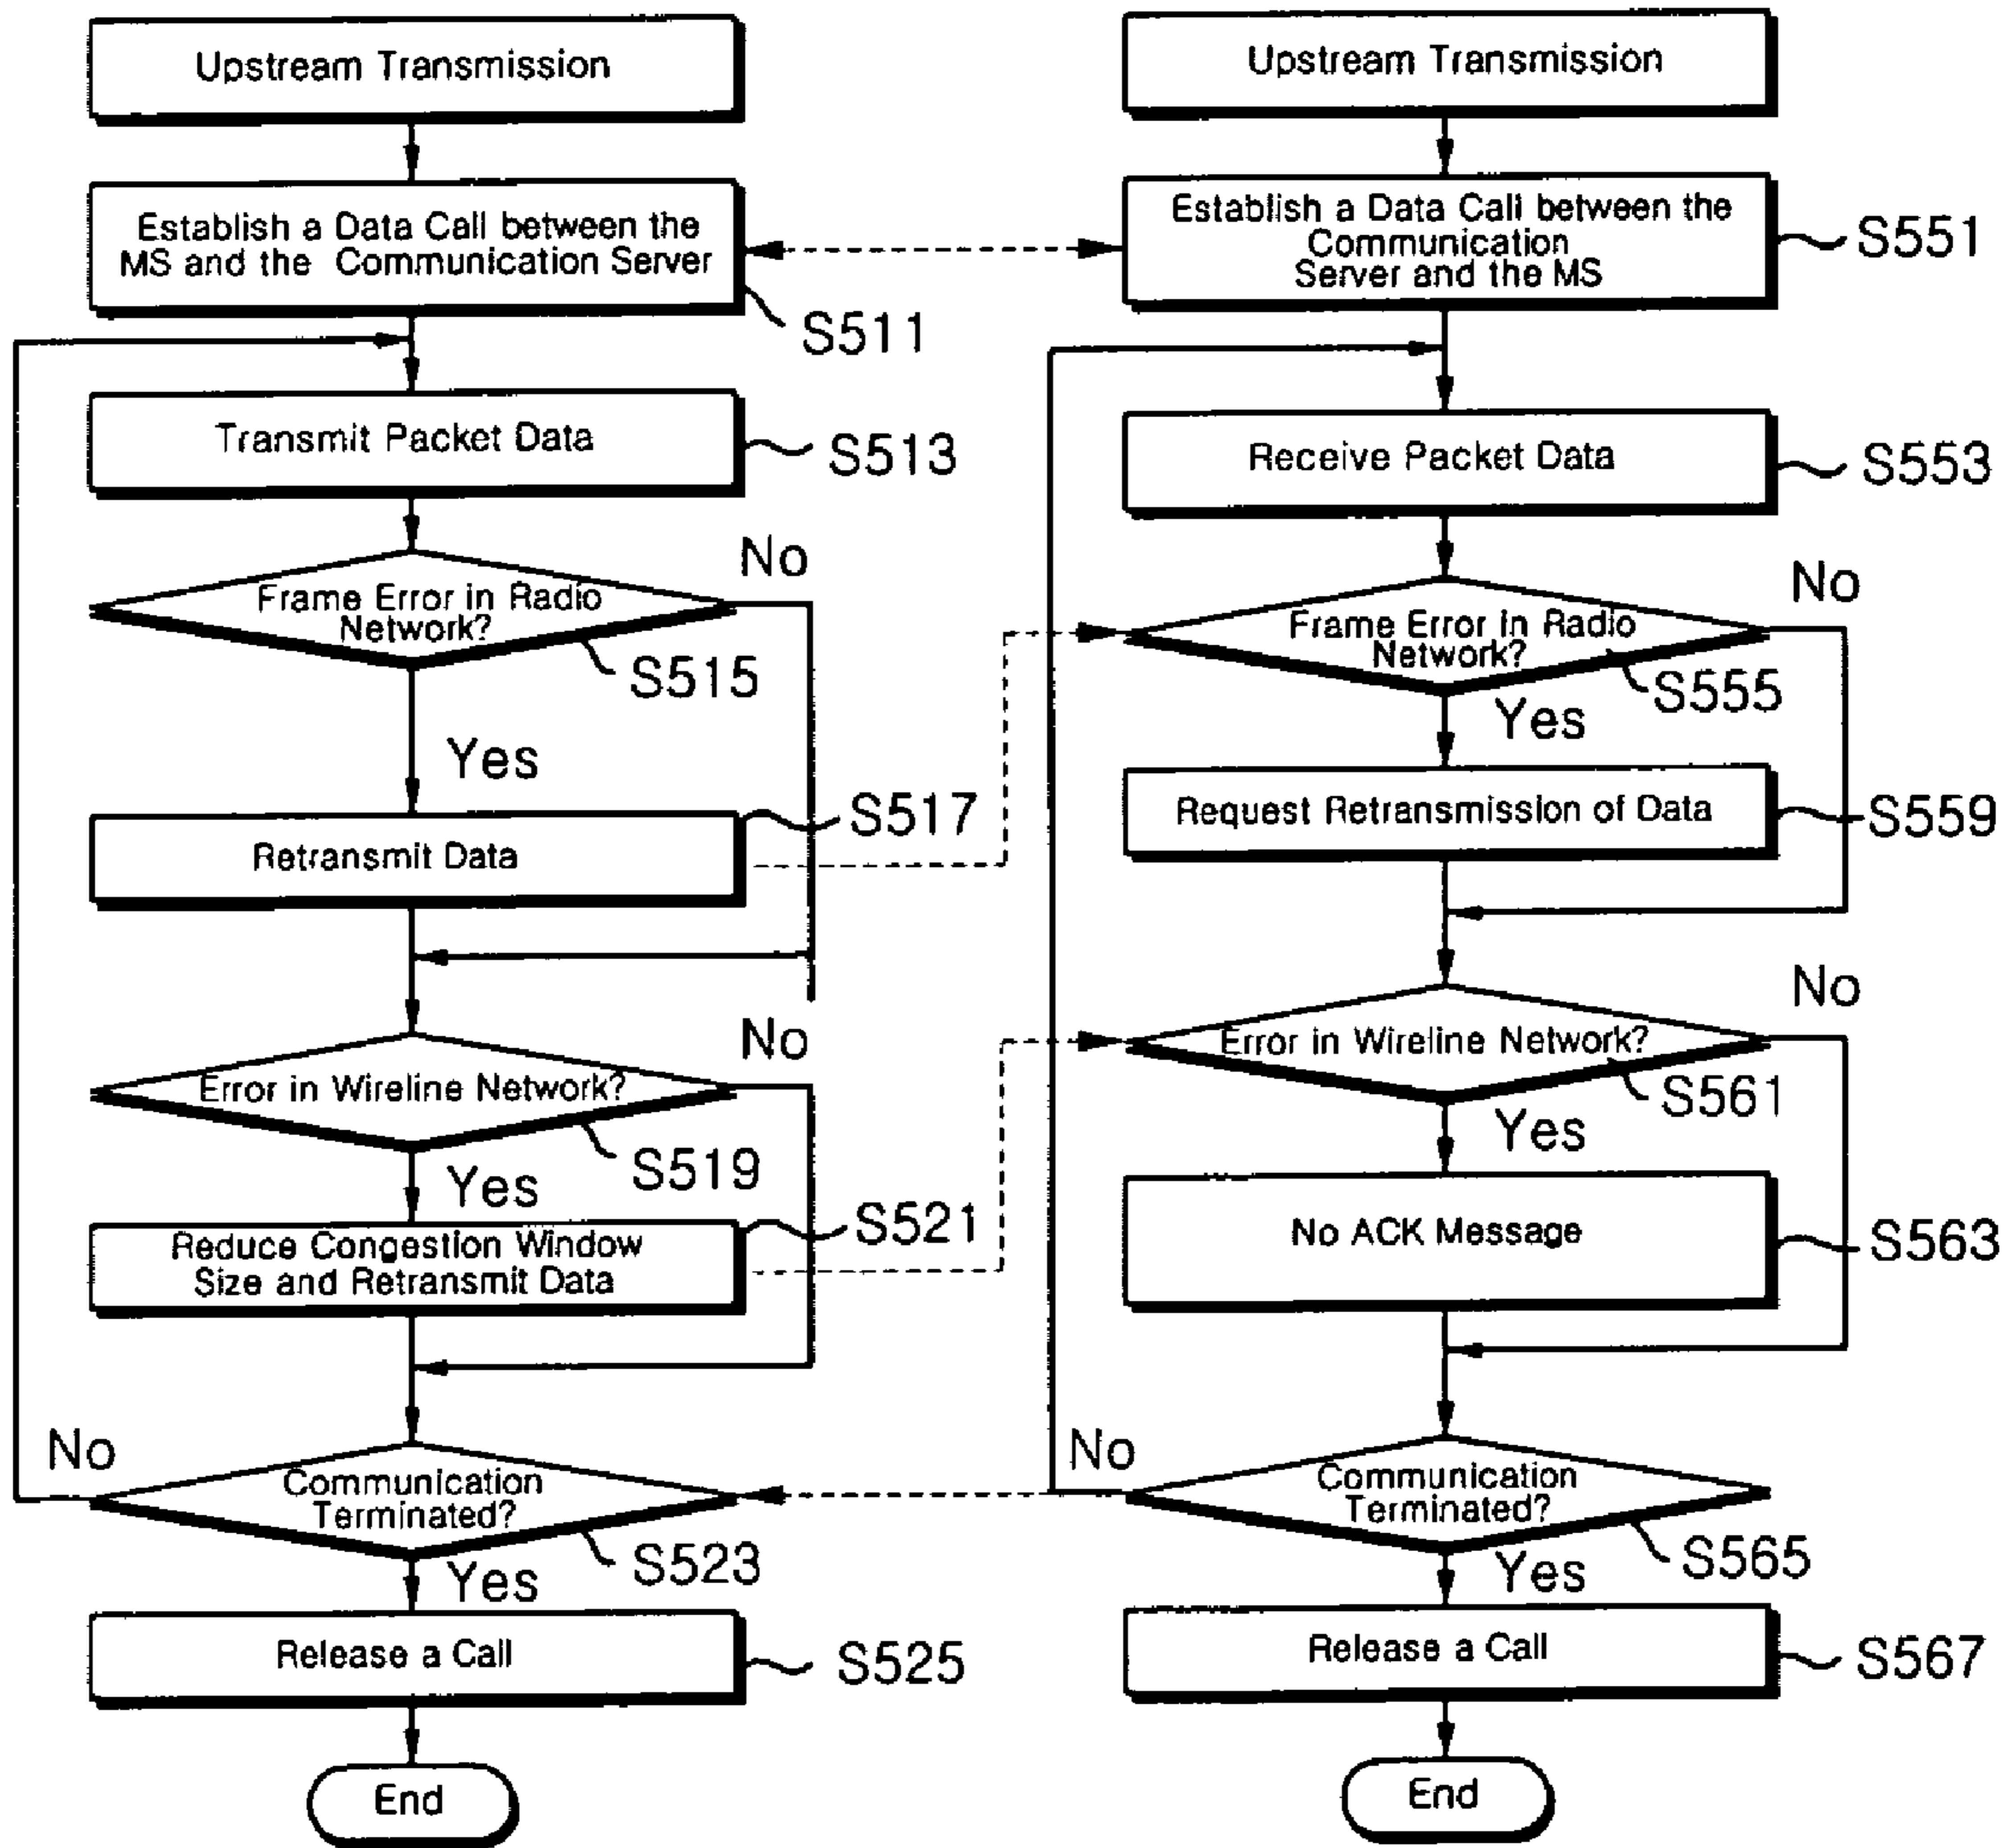 Upstream Transmission
Establish a Data Call between the
MS and the Communication Server
S511
Transmit Packet Data
S513
Frame Error in Radio
Network?
No
S515
Yes
Retransmit Data
S517
Error in Wireline Network?
No
S519
Yes
Reduce Congestion Window
Size and Retransmit Data
S521
Communication
Terminated?
No
S523
Yes
Release a Call
S525
End
Upstream Transmission
Establish a Data Call between the
Communication
Server and the MS
S551
Receive Packet Data
S553
Frame Error in Radio
Network?
No
S555
Yes
Request Retransmission of Data
S559
Error in Wireline Network?
No
S561
Yes
No ACK Message
S563
Communication
Terminated?
No
S565
Yes
Release a Call
S567
End